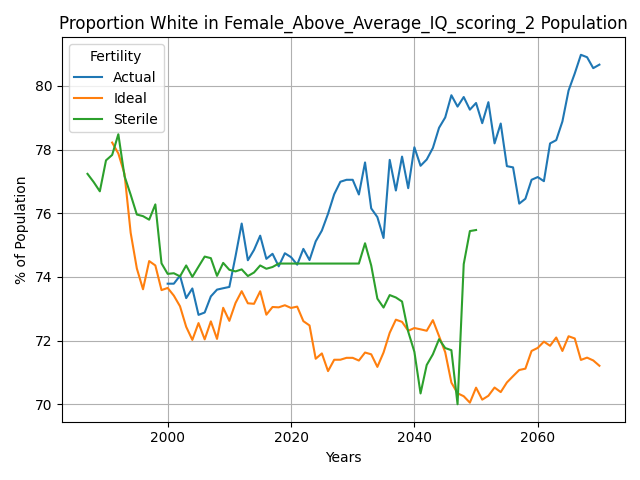 Proportion White in Female_Above_Average_IQ_scoring_2 Population
Fertility
Actual
Ideal
Sterile
% of Population
80
78
76
74
72
70
2000
2020
2040
2060
Years